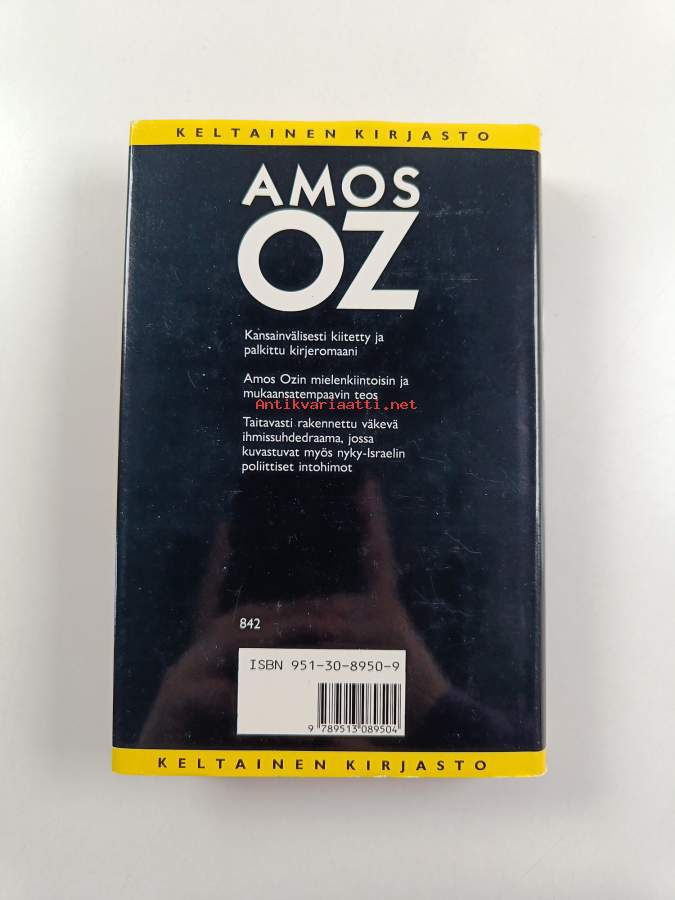 KELTAINEN KIRJASTO
AMOS
OZ
Kansainvälisesti kiitetty ja
palkittu kirjeromaani
Amos Ozin mielenkiintoisin ja
mukaansatempaavin teos
Antikvariaatti.net
Taitavasti rakennettu väkevä
ihmissuhdedraama, jossa
kuvastuvat myös nyky-Israelin
poliittiset intohimot
842
ISBN 951-30-8950-9
9 789513 089504
KELTAINEN KIRJASTO